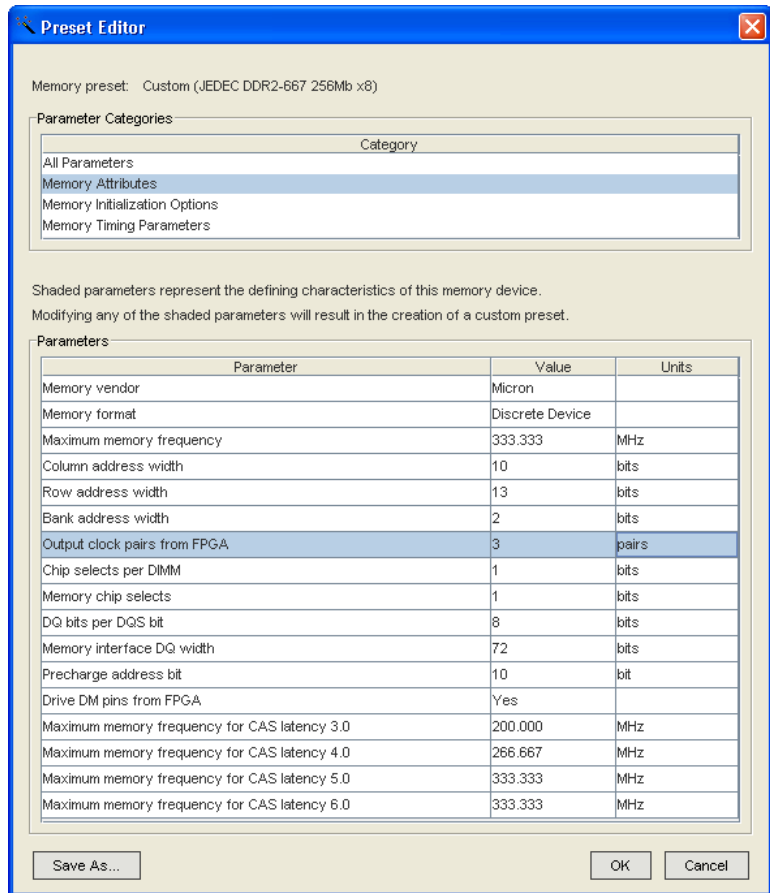 Preset Editor
Memory preset: Custom (JEDEC DDR2-667 256Mb x8)
Parameter Categories
Category
All Parameters
Memory Attributes
Memory Initialization Options
Memory Timing Parameters
Shaded parameters represent the defining characteristics of this memory device.
Modifying any of the shaded parameters will result in the creation of a custom preset.
Parameters
Parameter Value Units
Memory vendor Micron
Memory format Discrete Device
Maximum memory frequency 333.333 MHz
Column address width 10 bits
Row address width 13 bits
Bank address width 2 bits
Output clock pairs from FPGA 3 pairs
Chip selects per DIMM 1 bits
Memory chip selects 1 bits
DQ bits per DQS bit 8 bits
Memory interface DQ width 72 bits
Precharge address bit 10 bit
Drive DM pins from FPGA Yes
Maximum memory frequency for CAS latency 3.0 200.000 MHz
Maximum memory frequency for CAS latency 4.0 266.667 MHz
Maximum memory frequency for CAS latency 5.0 333.333 MHz
Maximum memory frequency for CAS latency 6.0 333.333 MHz
Save As... OK Cancel